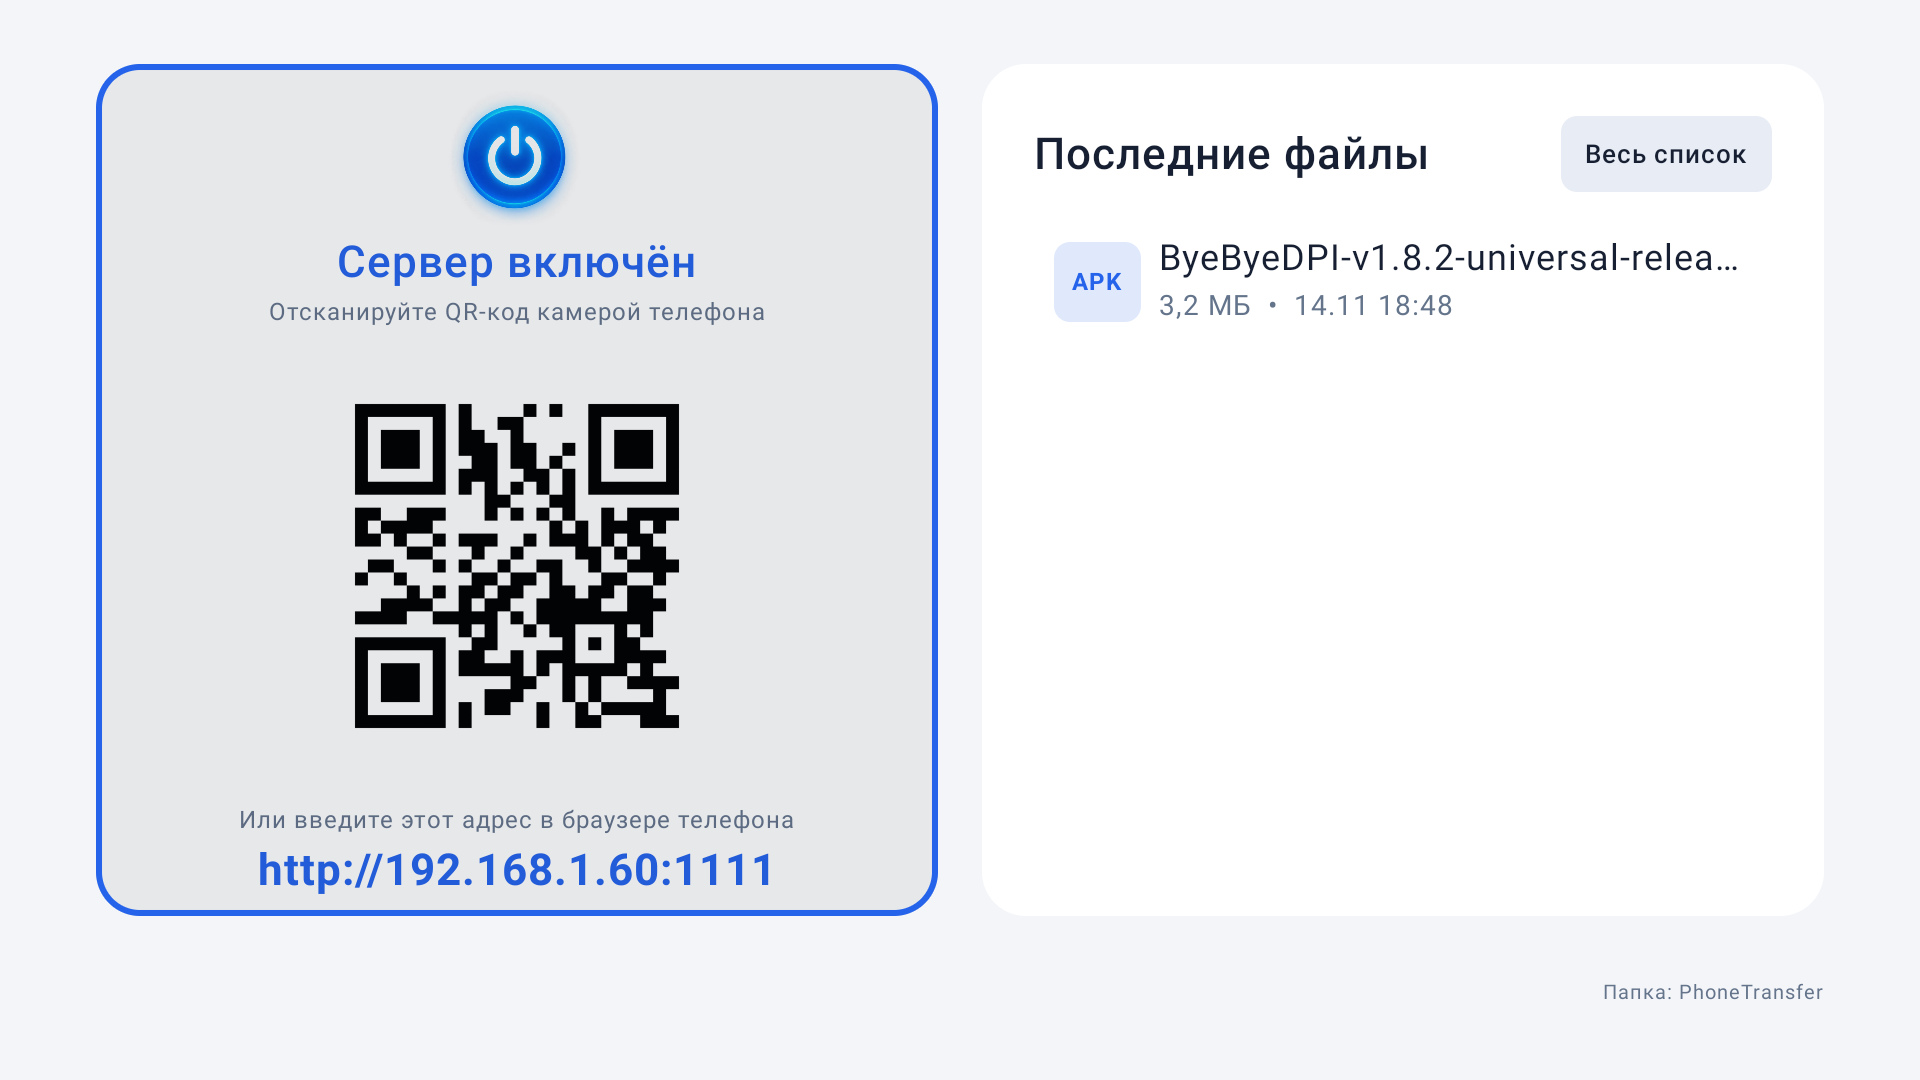 Сервер включён
Отсканируйте QR-код камерой телефона
Или введите этот адрес в браузере телефона
http://192.168.1.60:1111
Последние файлы
Весь список
APK
ByeByeDPI-v1.8.2-universal-relea…
3,2 МБ • 14.11 18:48
Папка: PhoneTransfer